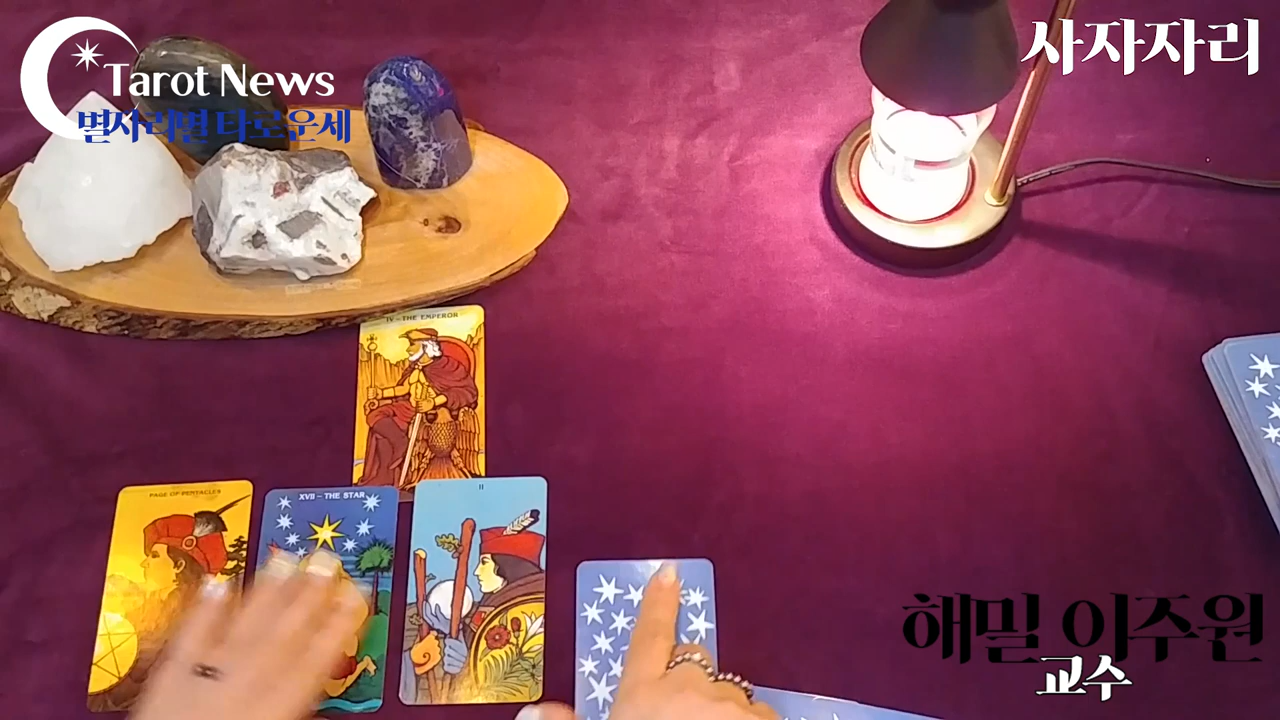 Tarot News
별자리별 타로운세
사자자리
IV – THE EMPEROR
PAGE OF PENTACLES
XVII – THE STAR
II
해밀 이주원
교수